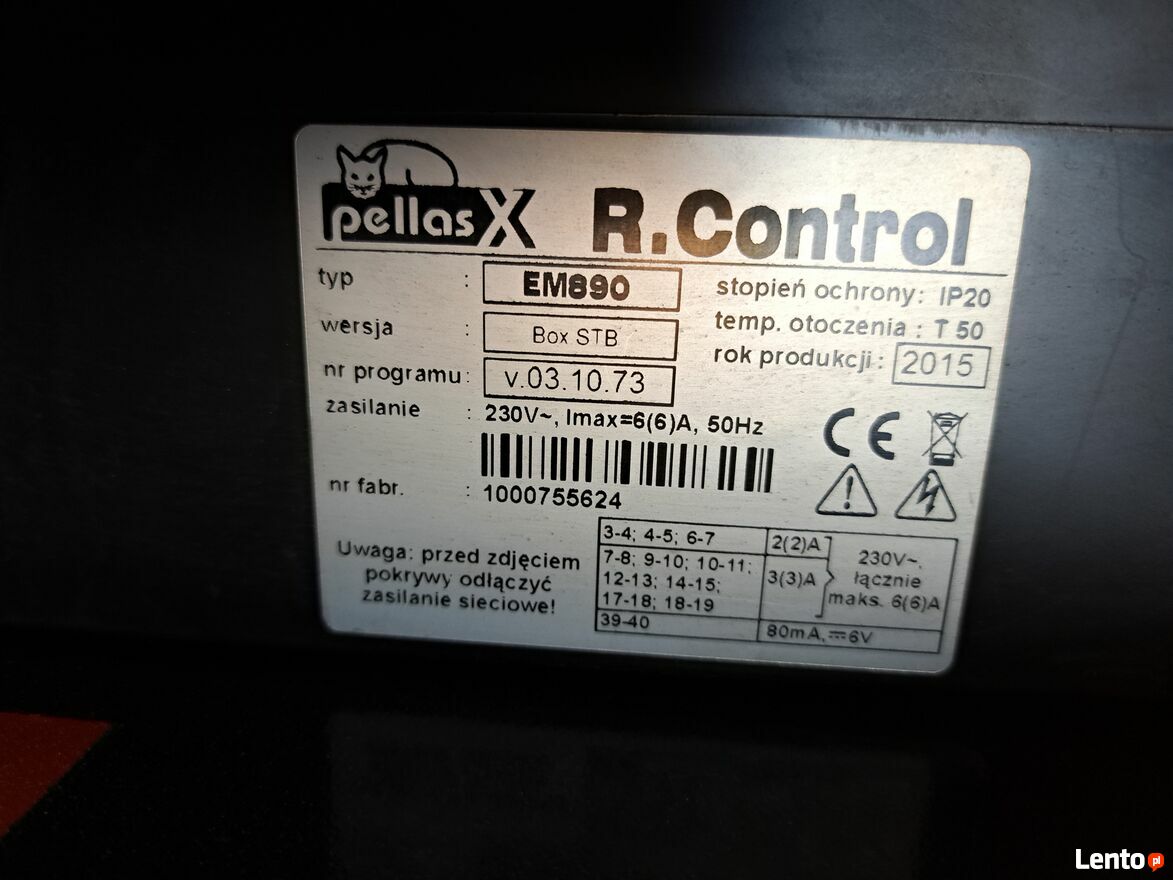 pellas X R.Control
typ : EM890
wersja : Box STB
nr programu: v.03.10.73
zasilanie : 230V~, Imax=6(6)A, 50Hz
stopień ochrony: IP20
temp. otoczenia : T 50
rok produkcji: 2015
CE
nr fabr. : 1000755624
Uwaga: przed zdjęciem
pokrywy odłączyć
zasilanie sieciowe!
3-4; 4-5; 6-7 2(2)A
7-8; 9-10; 10-11;
12-13; 14-15; 3(3)A
17-18; 18-19
230V~,
łącznie
maks. 6(6)A
39-40 80mA, ⎓6V
Lento.pl